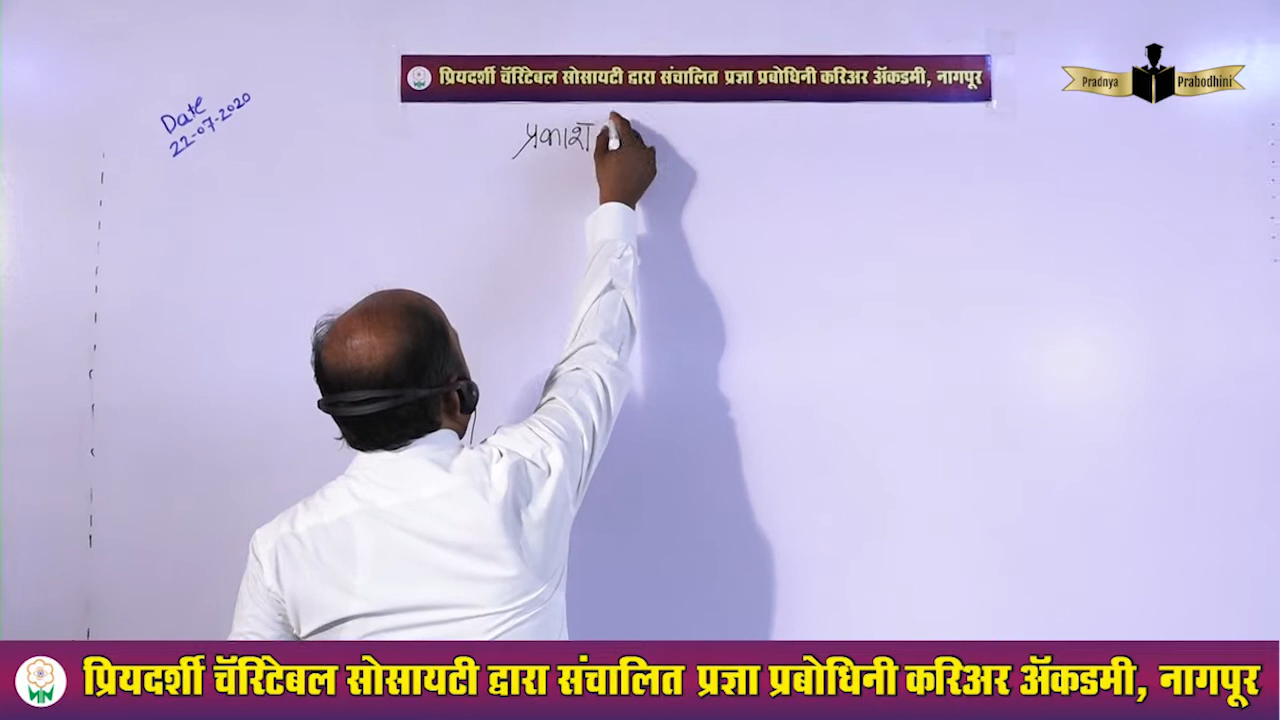 प्रियदर्शी चॅरिटेबल सोसायटी द्वारा संचालित प्रज्ञा प्रबोधिनी करिअर ॲकडमी, नागपूर
Pradnya Prabodhini
Date
22-07-2020
प्रकाश
प्रियदर्शी चॅरिटेबल सोसायटी द्वारा संचालित प्रज्ञा प्रबोधिनी करिअर ॲकडमी, नागपूर